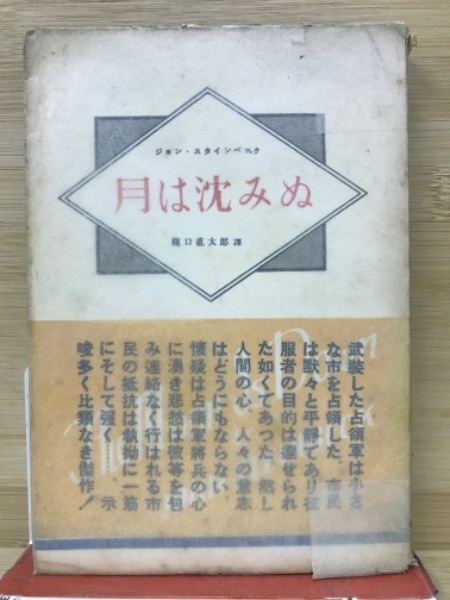 ジョン・スタインベック
月は沈みぬ
龍口直太郎譯
武裝した占領軍は小さ
な市を占領した。市民
は默々と平靜であり征
服者の目的は達せられ
た如くであつた。然し
人間の心 人々の意志
はどうにもならない。
懷疑は占領軍將兵の心
に湧き悲愁は彼等を包
み連絡なく行はれる市
民の抵抗は執拗に一筋
にそして强く……。示
唆多く比類なき傑作!